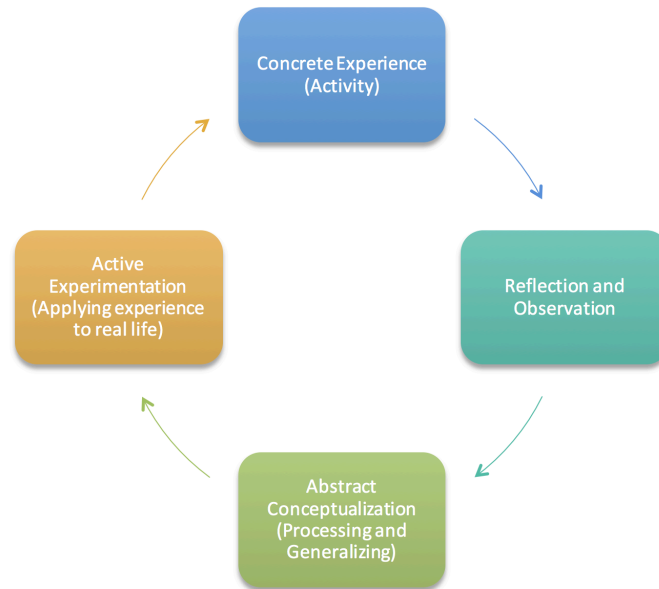 Concrete Experience
(Activity)
Reflection and
Observation
Abstract
Conceptualization
(Processing and
Generalizing)
Active
Experimentation
(Applying experience
to real life)